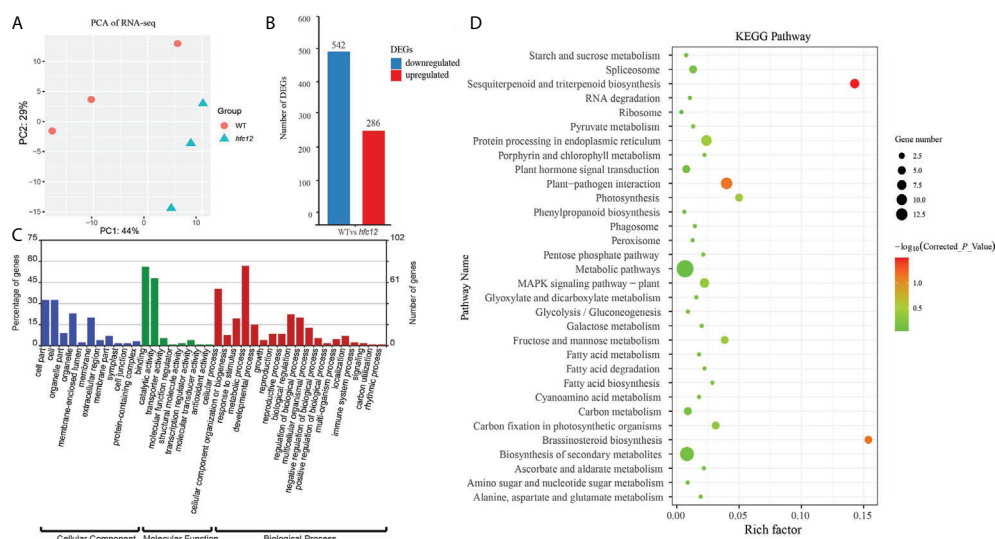 A
PCA of RNA-seq
10
5
0
−5
−10
−15
PC2: 29%
−10
0
10
PC1: 44%
Group
WT
hfc12
B
600
500
400
300
200
100
0
Number of DEGs
542
286
WTvs hfc12
DEGs
downregulated
upregulated
C
75
60
45
30
15
0
Percentage of genes
102
61
31
0
Number of genes
cell part
cell
organelle part
organelle
membrane-enclosed lumen
membrane
extracellular region
membrane part
symplast
cell junction
protein-containing complex
binding
catalytic activity
transporter activity
molecular function regulator
structural molecule activity
transcription regulator activity
molecular transducer activity
antioxidant activity
cellular process
cellular component organization or biogenesis
response to stimulus
metabolic process
developmental process
growth
reproduction
reproductive process
biological regulation
regulation of biological process
multicellular organismal process
negative regulation of biological process
positive regulation of biological process
multi-organism process
localization
immune system process
signaling
carbon utilization
rhythmic process
Cellular Component
Molecular Function
Biological Process
D
KEGG Pathway
Pathway Name
Starch and sucrose metabolism
Spliceosome
Sesquiterpenoid and triterpenoid biosynthesis
RNA degradation
Ribosome
Pyruvate metabolism
Protein processing in endoplasmic reticulum
Porphyrin and chlorophyll metabolism
Plant hormone signal transduction
Plant−pathogen interaction
Photosynthesis
Phenylpropanoid biosynthesis
Phagosome
Peroxisome
Pentose phosphate pathway
Metabolic pathways
MAPK signaling pathway − plant
Glyoxylate and dicarboxylate metabolism
Glycolysis / Gluconeogenesis
Galactose metabolism
Fructose and mannose metabolism
Fatty acid metabolism
Fatty acid degradation
Fatty acid biosynthesis
Cyanoamino acid metabolism
Carbon metabolism
Carbon fixation in photosynthetic organisms
Brassinosteroid biosynthesis
Biosynthesis of secondary metabolites
Ascorbate and aldarate metabolism
Amino sugar and nucleotide sugar metabolism
Alanine, aspartate and glutamate metabolism
0.00
0.05
0.10
0.15
Rich factor
Gene number
2.5
5.0
7.5
10.0
12.5
−log10(Corrected_P_Value)
1.0
0.5